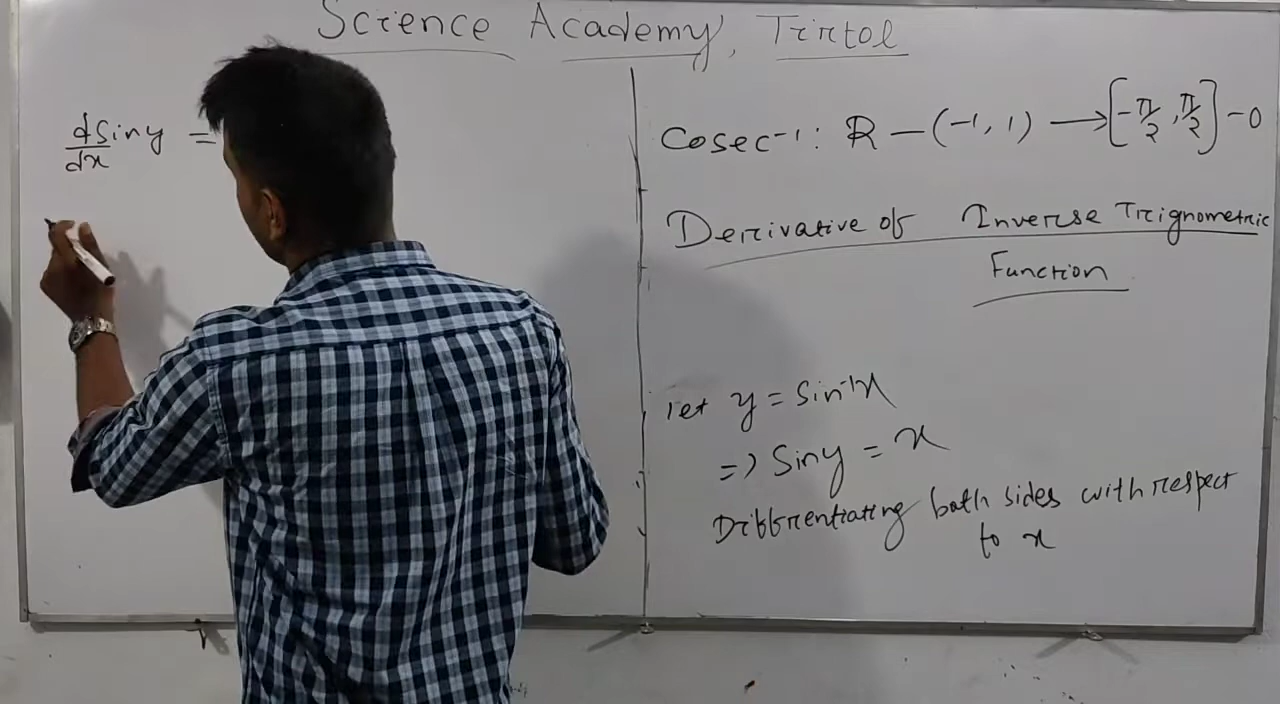 Science Academy, Tirtol
d siny/dx =
Cosec⁻¹: R – (-1, 1) → [-π/2, π/2] - 0
Derivative of Inverse Trignometric
Function
let y = Sin⁻¹x
=) Siny = x
Differentiating both sides with respect
to x